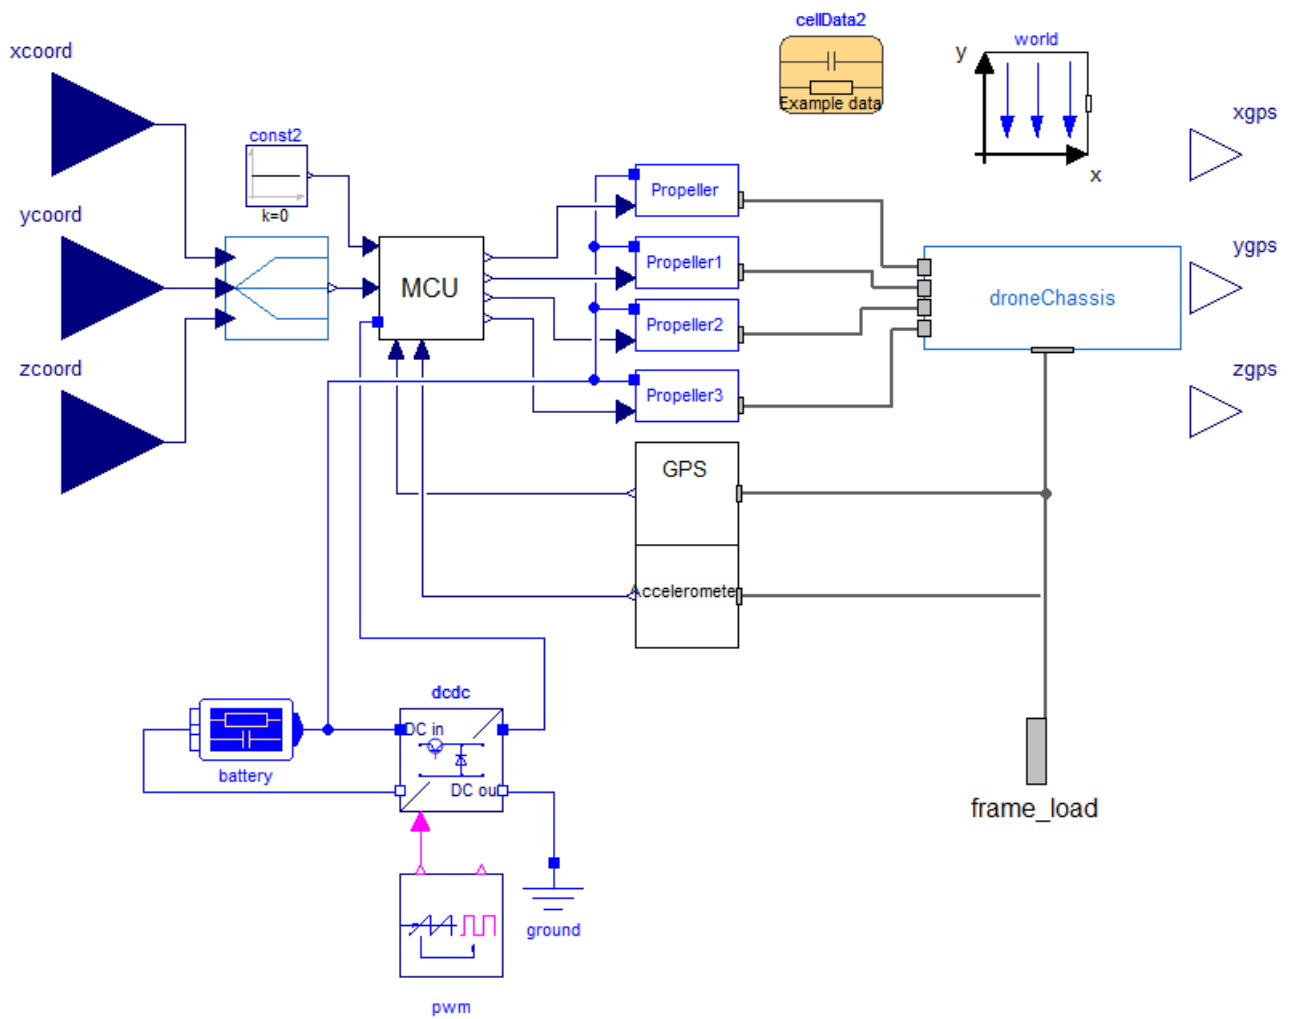 cellData2
world
xcoord
y
Example data
xgps
const2
x
Propeller
ycoord
k=0
ygps
Propeller1
MCU
droneChassis
Propeller2
zcoord
zgps
Propeller3
GPS
Accelerometer
dcdc
DC in
battery
DC out
frame_load
ground
pwm